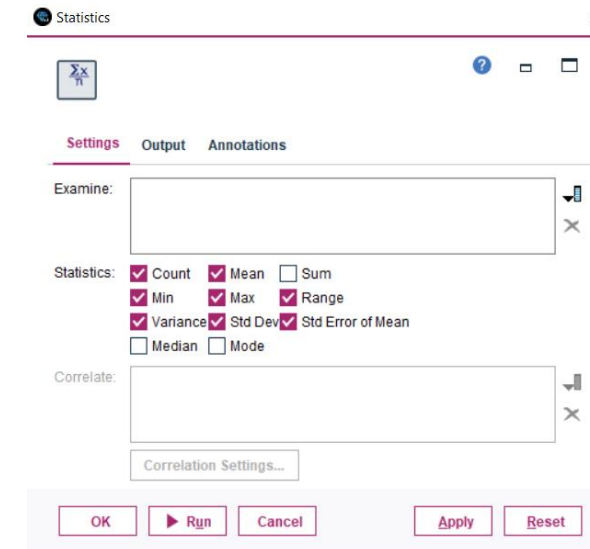 Statistics
Σx
n
?
Settings Output Annotations
Examine:
Statistics: Count Mean Sum
Min Max Range
Variance Std Dev Std Error of Mean
Median Mode
Correlate:
Correlation Settings...
OK Run Cancel Apply Reset